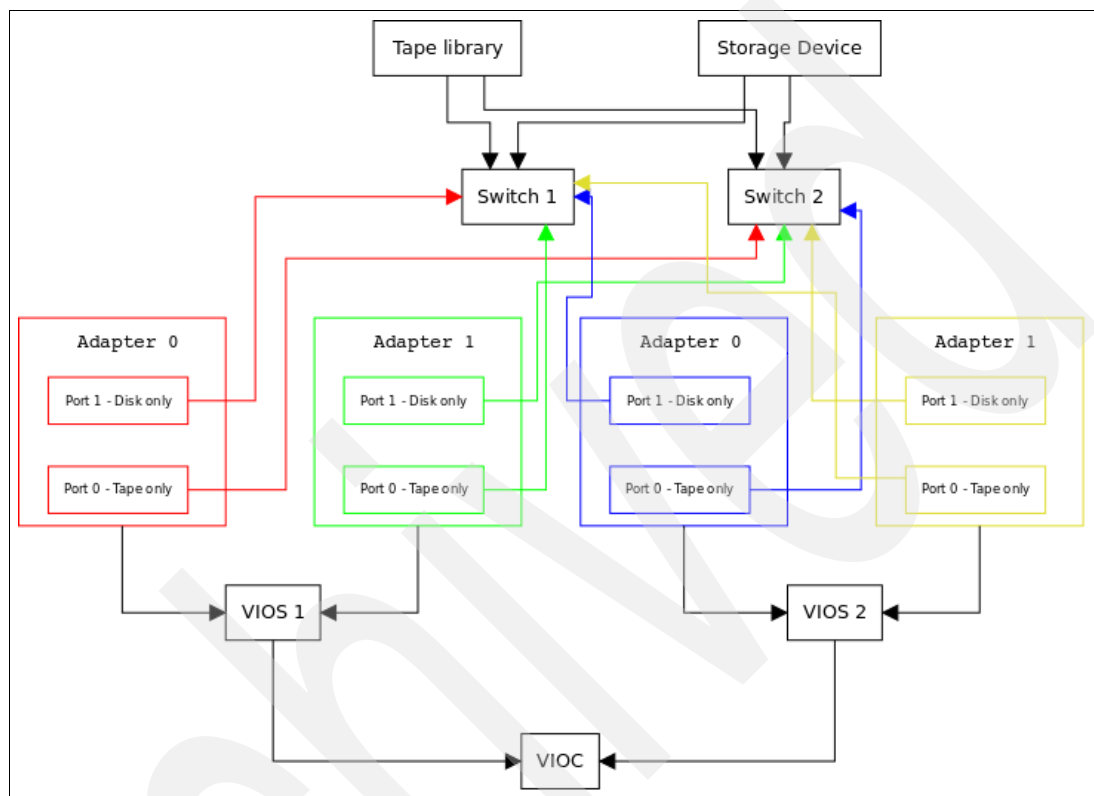 Tape library
Storage Device
Switch 1
Switch 2
Adapter 0
Adapter 1
Adapter 0
Adapter 1
Port 1 - Disk only
Port 1 - Disk only
Port 1 - Disk only
Port 1 - Disk only
Port 0 - Tape only
Port 0 - Tape only
Port 0 - Tape only
Port 0 - Tape only
VIOS 1
VIOS 2
VIOC